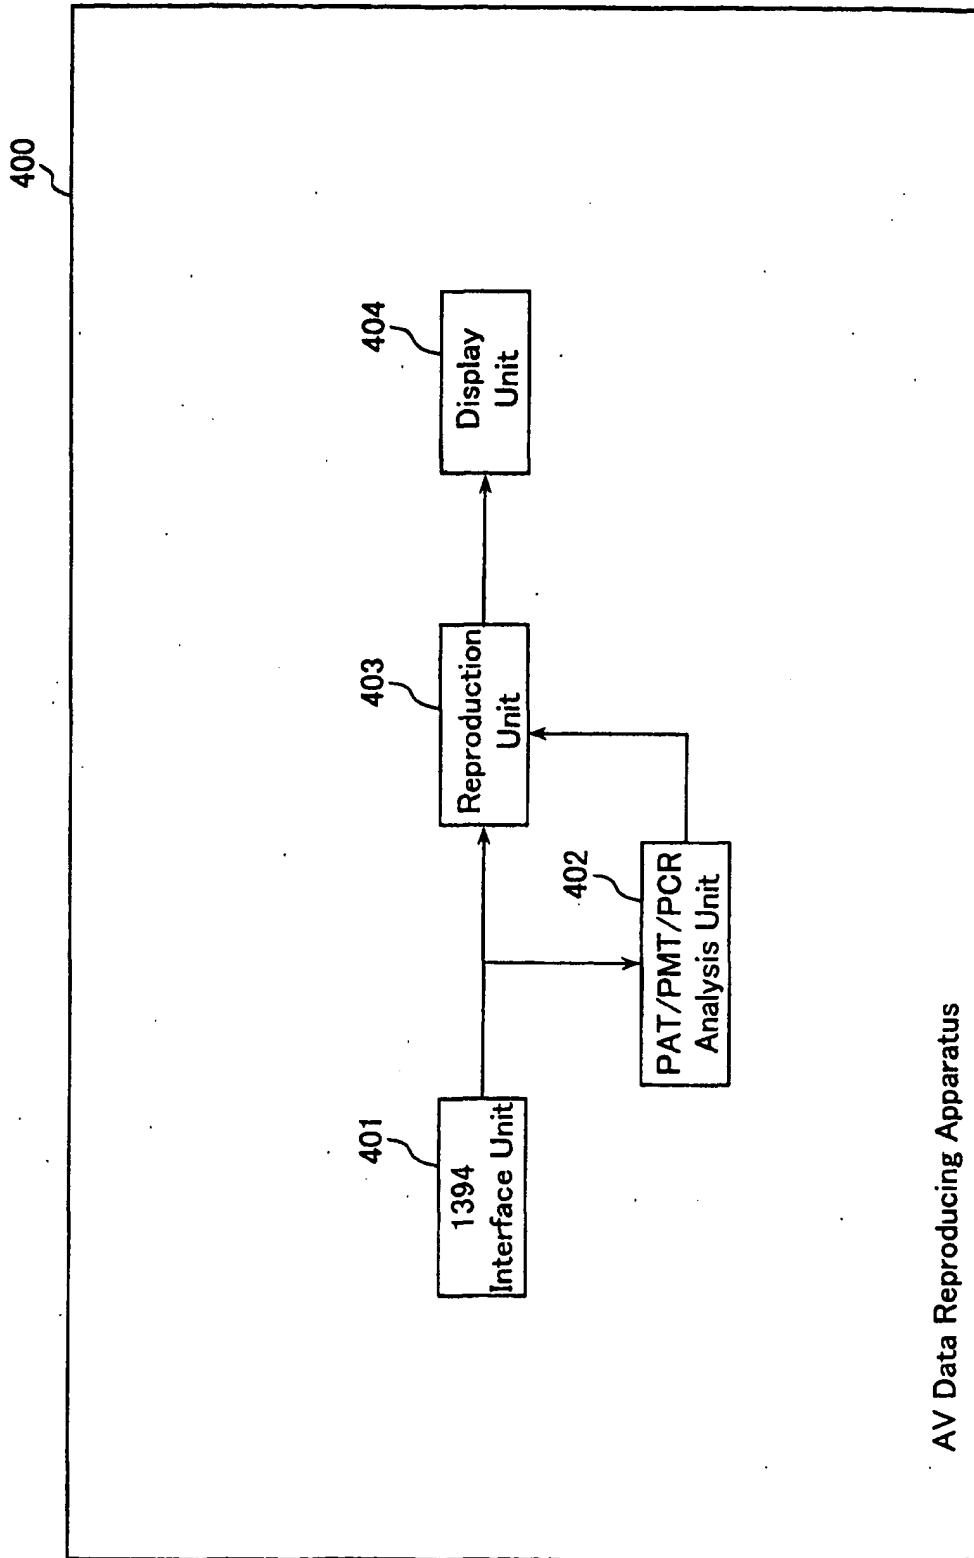 400
401
1394
Interface Unit
402
PAT/PMT/PCR
Analysis Unit
403
Reproduction
Unit
404
Display
Unit
AV Data Reproducing Apparatus